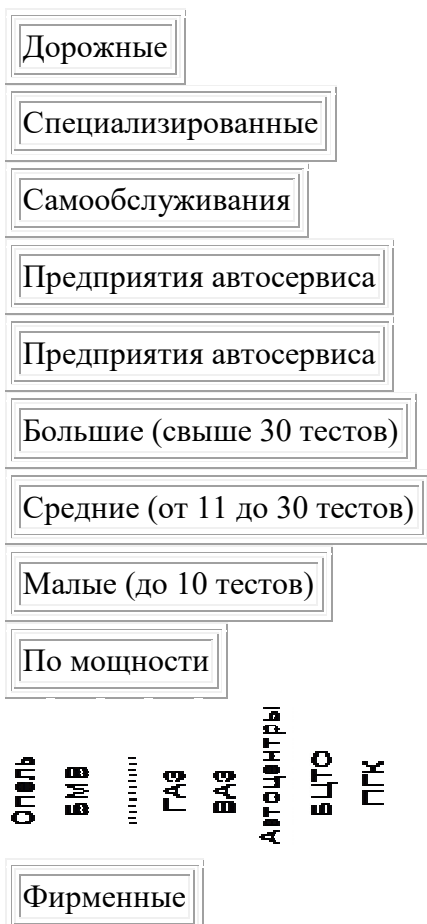 Дорожные
Специализированные
Самообслуживания
Предприятия автосервиса
Предприятия автосервиса
Большие (свыше 30 тестов)
Средние (от 11 до 30 тестов)
Малые (до 10 тестов)
По мощности
Опель
БМВ
ГАЗ
ВАЗ
Автоцентры
БЦТО
ПГК
Фирменные